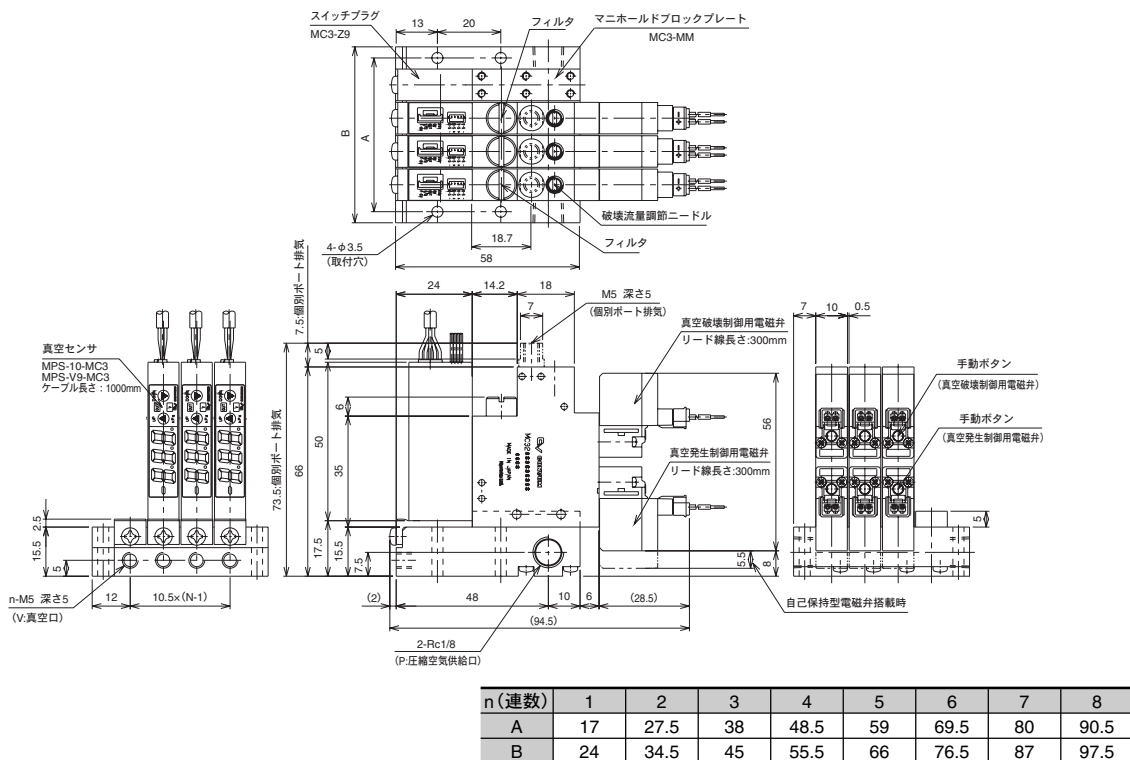 スイッチプラグ
MC3-Z9
13
20
フィルタ
マニホールドブロックプレート
MC3-MM
B
A
破壊流量調節ニードル
フィルタ
4-φ3.5
(取付穴)
18.7
58
7.5:個別ポート排気
24
14.2
18
7
M5 深さ5
(個別ポート排気)
5
真空破壊制御用電磁弁
リード線長さ:300mm
7
10
0.5
真空センサ
MPS-10-MC3
MPS-V9-MC3
ケーブル長さ:1000mm
手動ボタン
(真空破壊制御用電磁弁)
手動ボタン
(真空発生制御用電磁弁)
73.5:個別ポート排気
66
50
35
6
真空発生制御用電磁弁
リード線長さ:300mm
56
MADE IN JAPAN
2.5
15.5
5
17.5
15.5
7.5
5.5
8
5
n-M5 深さ5
(V:真空口)
12
10.5×(N-1)
(2)
48
10
6
(28.5)
(94.5)
自己保持型電磁弁搭載時
2-Rc1/8
(P:圧縮空気供給口)
n(連数) 1 2 3 4 5 6 7 8
A 17 27.5 38 48.5 59 69.5 80 90.5
B 24 34.5 45 55.5 66 76.5 87 97.5